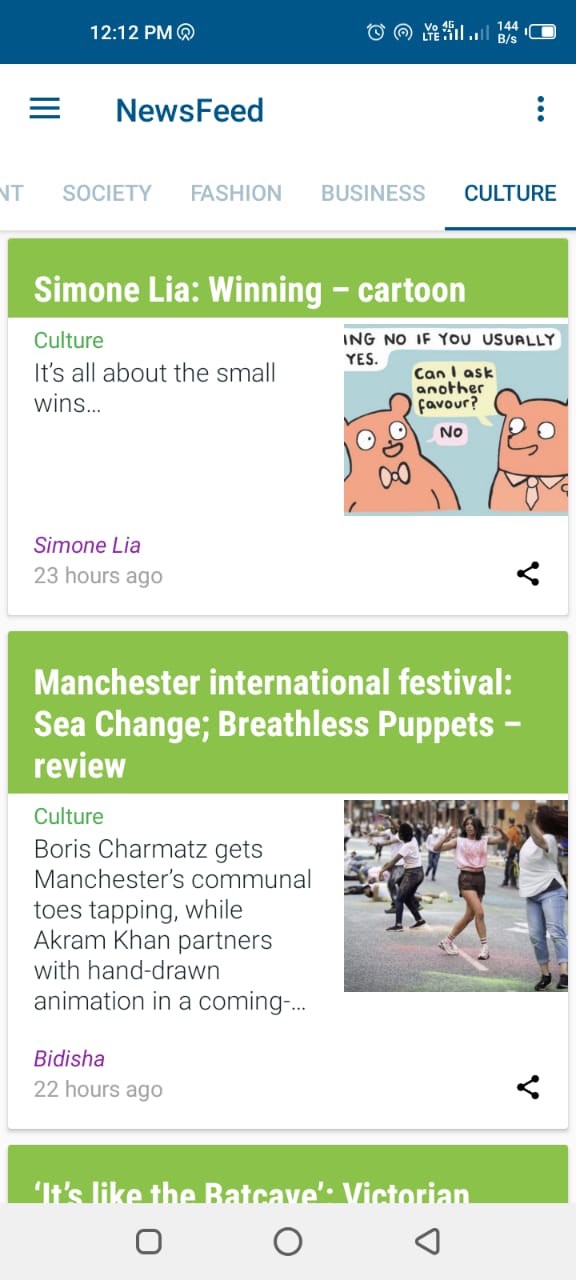 12:12 PM
Vo LTE 4G 144 B/s
NewsFeed
NT SOCIETY FASHION BUSINESS CULTURE
Simone Lia: Winning – cartoon
Culture
It’s all about the small
wins...
ING NO IF YOU USUALLY
YES.
Can I ask
another
favour?
No
Simone Lia
23 hours ago
Manchester international festival:
Sea Change; Breathless Puppets –
review
Culture
Boris Charmatz gets
Manchester’s communal
toes tapping, while
Akram Khan partners
with hand-drawn
animation in a coming-...
Bidisha
22 hours ago
‘It’s like the Batcave’: Victorian